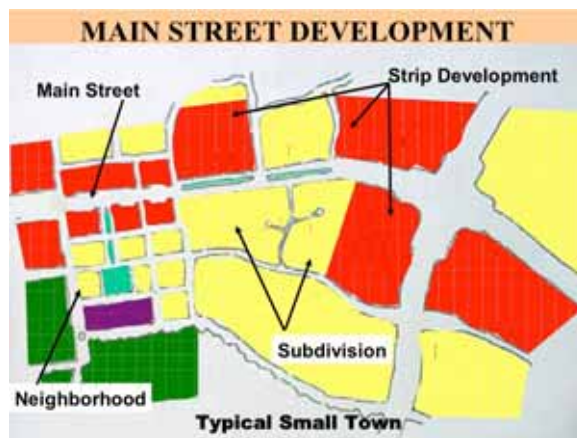 MAIN STREET DEVELOPMENT
Strip Development
Main Street
Subdivision
Neighborhood
Typical Small Town